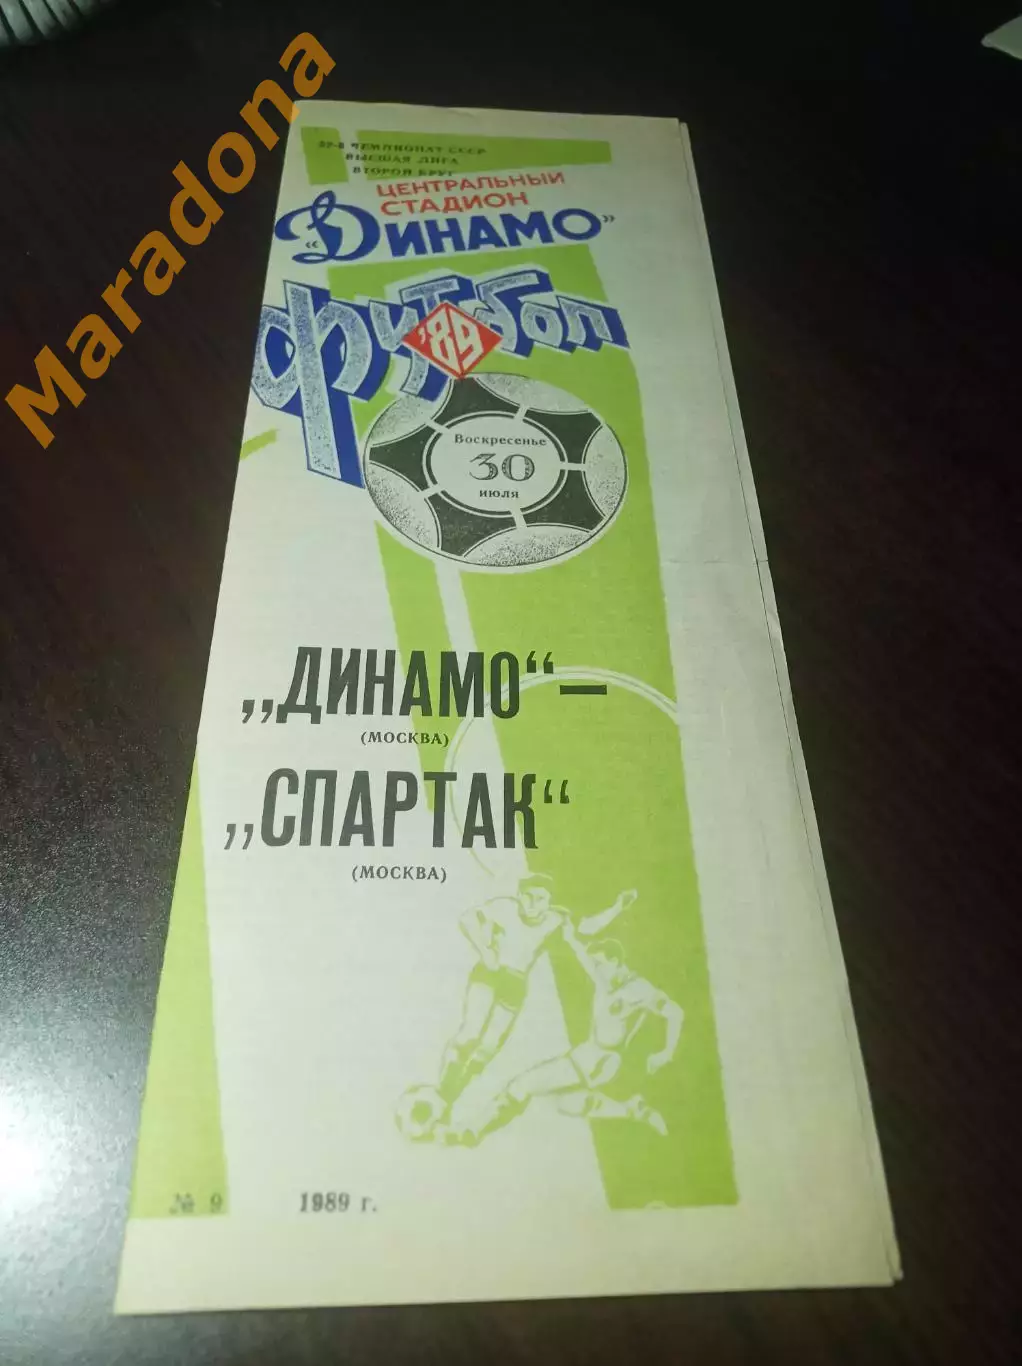 Maradona
52-й ЧЕМПИОНАТ СССР
ВЫСШАЯ ЛИГА
ВТОРОЙ КРУГ
ЦЕНТРАЛЬНЫЙ
СТАДИОН
«ДИНАМО»
ФУТБОЛ
'89
Воскресенье
30
ИЮЛЯ
„ДИНАМО“ —
(МОСКВА)
„СПАРТАК“
(МОСКВА)
№ 9 1989 г.